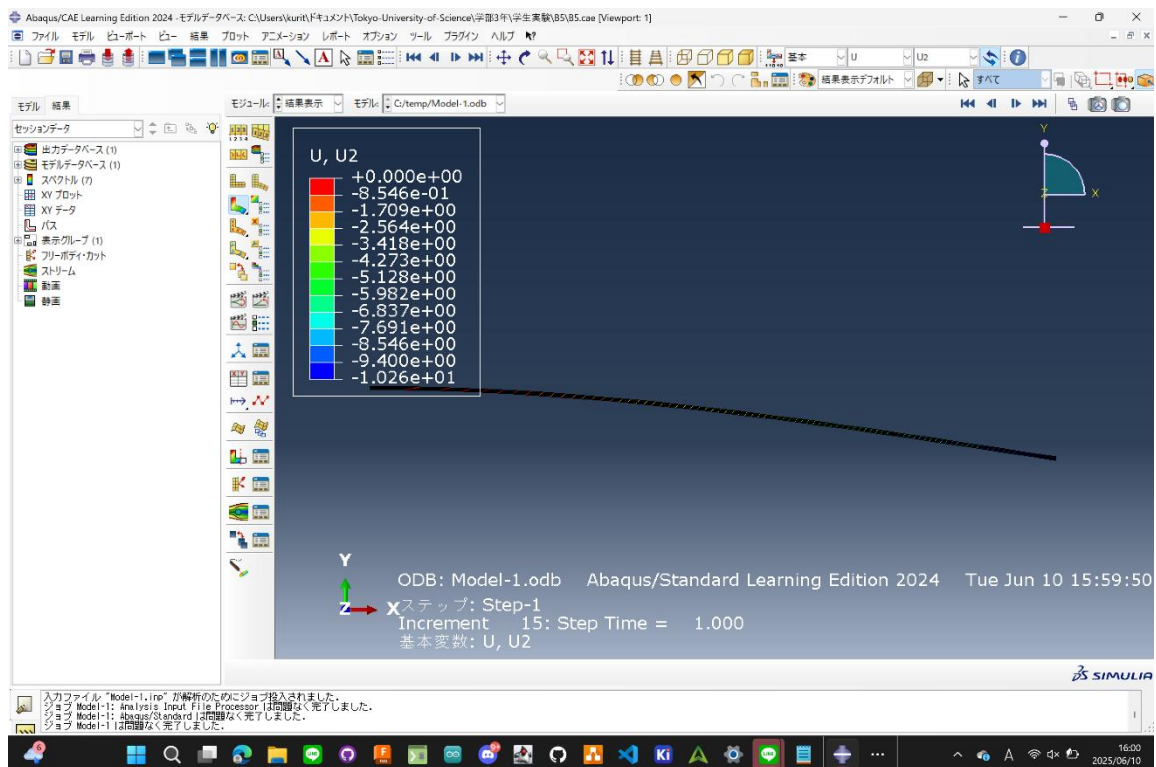 Abaqus/CAE Learning Edition 2024 -モデルデータベース: C:\Users\kurit\ドキュメント\Tokyo-University-of-Science\学部3年\学生実験\B5\B5.cae [Viewport: 1]
ファイル モデル ビューポート ビュー 結果 プロット アニメーション レポート オプション ツール プラグイン ヘルプ
基本 U U2
結果表示デフォルト すべて
モデル 結果 モジュール: 結果表示 モデル: C:/temp/Model-1.odb
セッションデータ
出力データベース (1)
モデルデータベース (1)
スペクトル (7)
XY プロット
XY データ
パス
表示グループ (1)
フリーボディ・カット
ストリーム
動画
静画
U, U2
+0.000e+00
-8.546e-01
-1.709e+00
-2.564e+00
-3.418e+00
-4.273e+00
-5.128e+00
-5.982e+00
-6.837e+00
-7.691e+00
-8.546e+00
-9.400e+00
-1.026e+01
Y
Z
X
Y
Z X
ODB: Model-1.odb Abaqus/Standard Learning Edition 2024 Tue Jun 10 15:59:50
ステップ: Step-1
Increment 15: Step Time = 1.000
基本変数: U, U2
SIMULIA
入力ファイル "Model-1.inp" が解析のためにジョブ投入されました.
ジョブ Model-1: Analysis Input File Processor は問題なく完了しました.
ジョブ Model-1: Abaqus/Standard は問題なく完了しました.
ジョブ Model-1 は問題なく完了しました.
16:00
2025/06/10